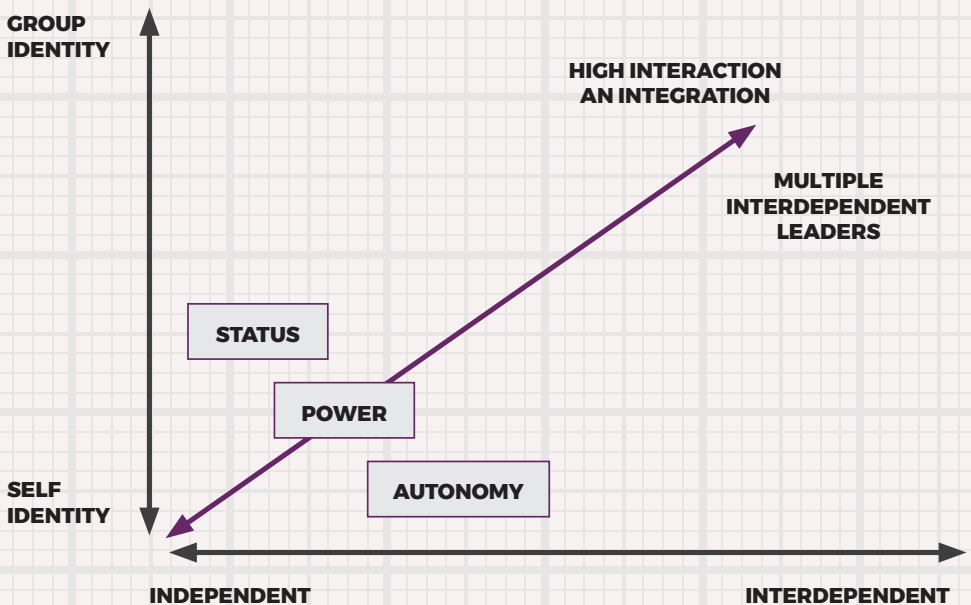 GROUP
IDENTITY
HIGH INTERACTION
AN INTEGRATION
MULTIPLE
INTERDEPENDENT
LEADERS
STATUS
POWER
AUTONOMY
SELF
IDENTITY
INDEPENDENT
INTERDEPENDENT